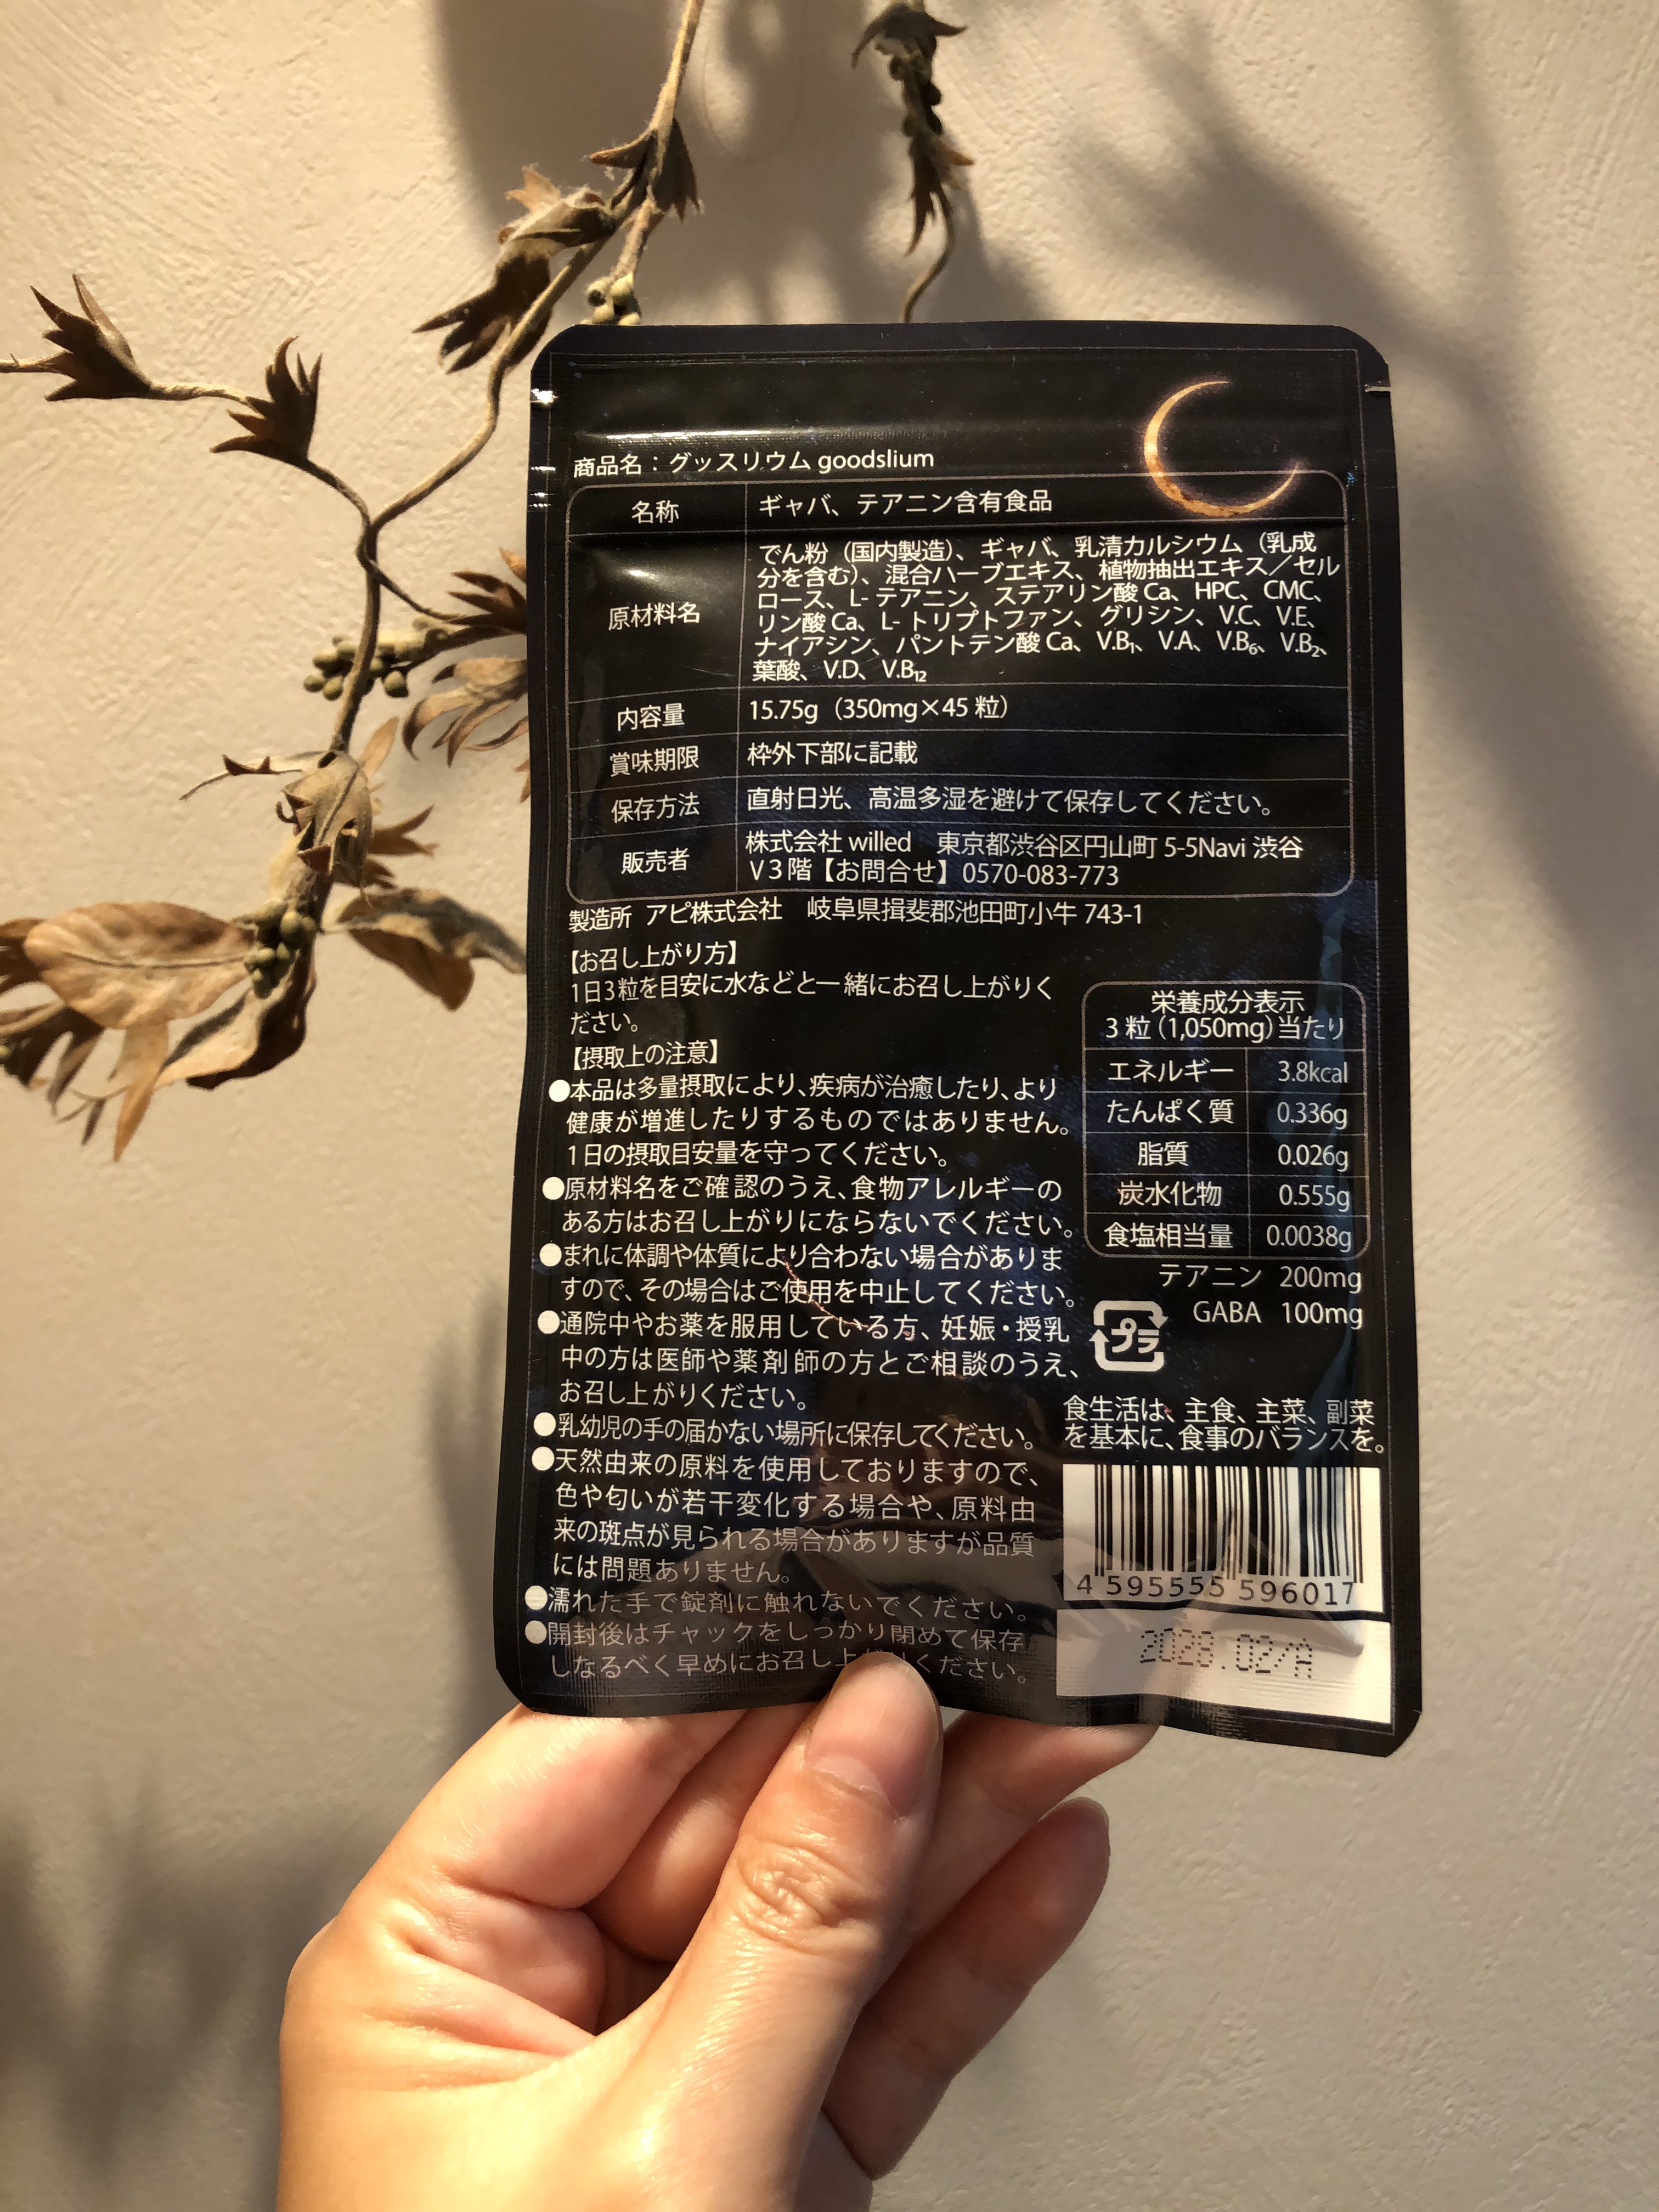 商品名：グッスリウム goodslium
名称 ギャバ、テアニン含有食品
原材料名 でん粉（国内製造）、ギャバ、乳清カルシウム（乳成
分を含む）、混合ハーブエキス、植物抽出エキス／セル
ロース、L- テアニン、ステアリン酸 Ca、HPC、CMC、
リン酸 Ca、L- トリプトファン、グリシン、V.C、V.E、
ナイアシン、パントテン酸 Ca、V.B₁、V.A、V.B₆、V.B₂、
葉酸、V.D、V.B₁₂
内容量 15.75g（350mg×45 粒）
賞味期限 枠外下部に記載
保存方法 直射日光、高温多湿を避けて保存してください。
販売者 株式会社 willed 東京都渋谷区円山町 5-5Navi 渋谷
V３階【お問合せ】0570-083-773
製造所 アピ株式会社 岐阜県揖斐郡池田町小牛 743-1
【お召し上がり方】
1日3粒を目安に水などと一緒にお召し上がりく
ださい。
【摂取上の注意】
●本品は多量摂取により、疾病が治癒したり、より
健康が増進したりするものではありません。
1日の摂取目安量を守ってください。
●原材料名をご確認のうえ、食物アレルギーの
ある方はお召し上がりにならないでください。
●まれに体調や体質により合わない場合がありま
すので、その場合はご使用を中止してください。
●通院中やお薬を服用している方、妊娠・授乳
中の方は医師や薬剤師の方とご相談のうえ、
お召し上がりください。
●乳幼児の手の届かない場所に保存してください。
●天然由来の原料を使用しておりますので、
色や匂いが若干変化する場合や、原料由
来の斑点が見られる場合がありますが品質
には問題ありません。
●濡れた手で錠剤に触れないでください。
●開封後はチャックをしっかり閉めて保存
しなるべく早めにお召し上ください。
栄養成分表示
3 粒（1,050mg）当たり
エネルギー 3.8kcal
たんぱく質 0.336g
脂質 0.026g
炭水化物 0.555g
食塩相当量 0.0038g
テアニン 200mg
GABA 100mg
プラ
食生活は、主食、主菜、副菜
を基本に、食事のバランスを。
4 595555 596017
2028.02/A